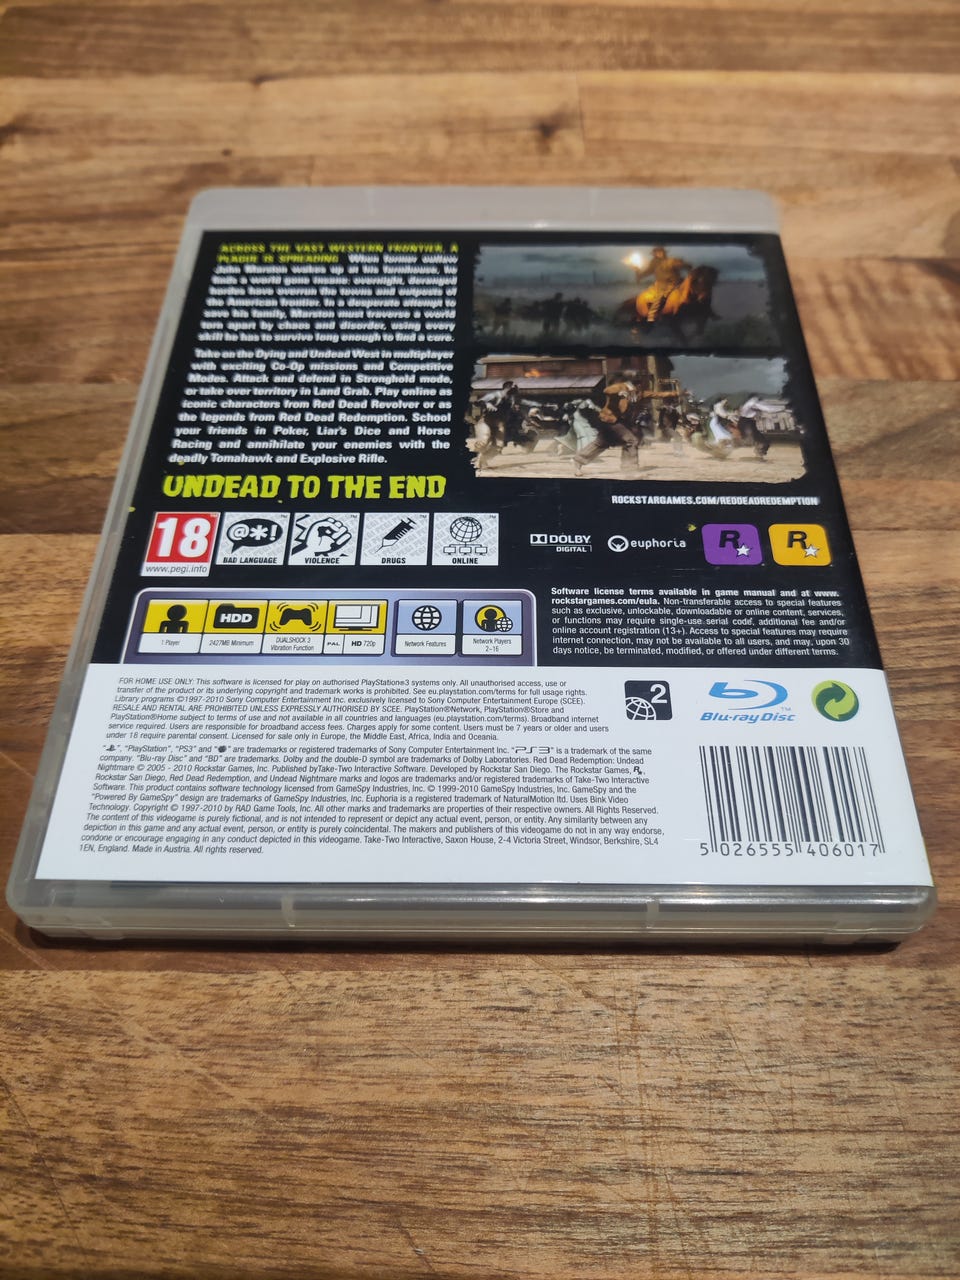 ACROSS THE VAST WESTERN FRONTIER, A
PLAGUE IS SPREADING When former outlaw
John Marston wakes up at his farmhouse, he
finds a world gone insane: overnight, deranged
hordes have overrun the towns and outposts of
the American frontier. In a desperate attempt to
save his family, Marston must traverse a world
torn apart by chaos and disorder, using every
skill he has to survive long enough to find a cure.
Take on the Dying and Undead West in multiplayer
with exciting Co-Op missions and Competitive
Modes. Attack and defend in Stronghold mode,
or take over territory in Land Grab. Play online as
iconic characters from Red Dead Revolver or as
the legends from Red Dead Redemption. School
your friends in Poker, Liar's Dice and Horse
Racing and annihilate your enemies with the
deadly Tomahawk and Explosive Rifle.
UNDEAD TO THE END
ROCKSTARGAMES.COM/REDDEADREDEMPTION
18
www.pegi.info
@*!
BAD LANGUAGE
VIOLENCE
DRUGS
ONLINE
DOLBY
DIGITAL
euphoria
R
R
1 Player
HDD
2427MB Minimum
DUALSHOCK 3
Vibration Function
PAL HD 720p
Network Features
Network Players
2-16
Software license terms available in game manual and at www.
rockstargames.com/eula. Non-transferable access to special features
such as exclusive, unlockable, downloadable or online content, services,
or functions may require single-use serial code, additional fee and/or
online account registration (13+). Access to special features may require
internet connection, may not be available to all users, and may, upon 30
days notice, be terminated, modified, or offered under different terms.
FOR HOME USE ONLY: This software is licensed for play on authorised PlayStation®3 systems only. All unauthorised access, use or
transfer of the product or its underlying copyright and trademark works is prohibited. See eu.playstation.com/terms for full usage rights.
Library programs ©1997-2010 Sony Computer Entertainment Inc. exclusively licensed to Sony Computer Entertainment Europe (SCEE).
RESALE AND RENTAL ARE PROHIBITED UNLESS EXPRESSLY AUTHORISED BY SCEE. PlayStation®Network, PlayStation®Store and
PlayStation®Home subject to terms of use and not available in all countries and languages (eu.playstation.com/terms). Broadband internet
service required. Users are responsible for broadband access fees. Charges apply for some content. Users must be 7 years or older and users
under 18 require parental consent. Licensed for sale only in Europe, the Middle East, Africa, India and Oceania.
2
Blu-ray Disc
TM
" ", "PlayStation", "PS3" and " " are trademarks or registered trademarks of Sony Computer Entertainment Inc. "PS3" is a trademark of the same
company. "Blu-ray Disc" and "BD" are trademarks. Dolby and the double-D symbol are trademarks of Dolby Laboratories. Red Dead Redemption: Undead
Nightmare © 2005 - 2010 Rockstar Games, Inc. Published by Take-Two Interactive Software. Developed by Rockstar San Diego. The Rockstar Games, R,
Rockstar San Diego, Red Dead Redemption, and Undead Nightmare marks and logos are trademarks and/or registered trademarks of Take-Two Interactive
Software. This product contains software technology licensed from GameSpy Industries, Inc. © 1999-2010 GameSpy Industries, Inc. GameSpy and the
"Powered By GameSpy" design are trademarks of GameSpy Industries, Inc. Euphoria is a registered trademark of NaturalMotion ltd. Uses Bink Video
Technology. Copyright © 1997-2010 by RAD Game Tools, Inc. All other marks and trademarks are properties of their respective owners. All Rights Reserved.
The content of this videogame is purely fictional, and is not intended to represent or depict any actual event, person, or entity. Any similarity between any
depiction in this game and any actual event, person, or entity is purely coincidental. The makers and publishers of this videogame do not in any way endorse,
condone or encourage engaging in any conduct depicted in this videogame. Take-Two Interactive, Saxon House, 2-4 Victoria Street, Windsor, Berkshire, SL4
1EN, England. Made in Austria. All rights reserved.
5 026555 406017